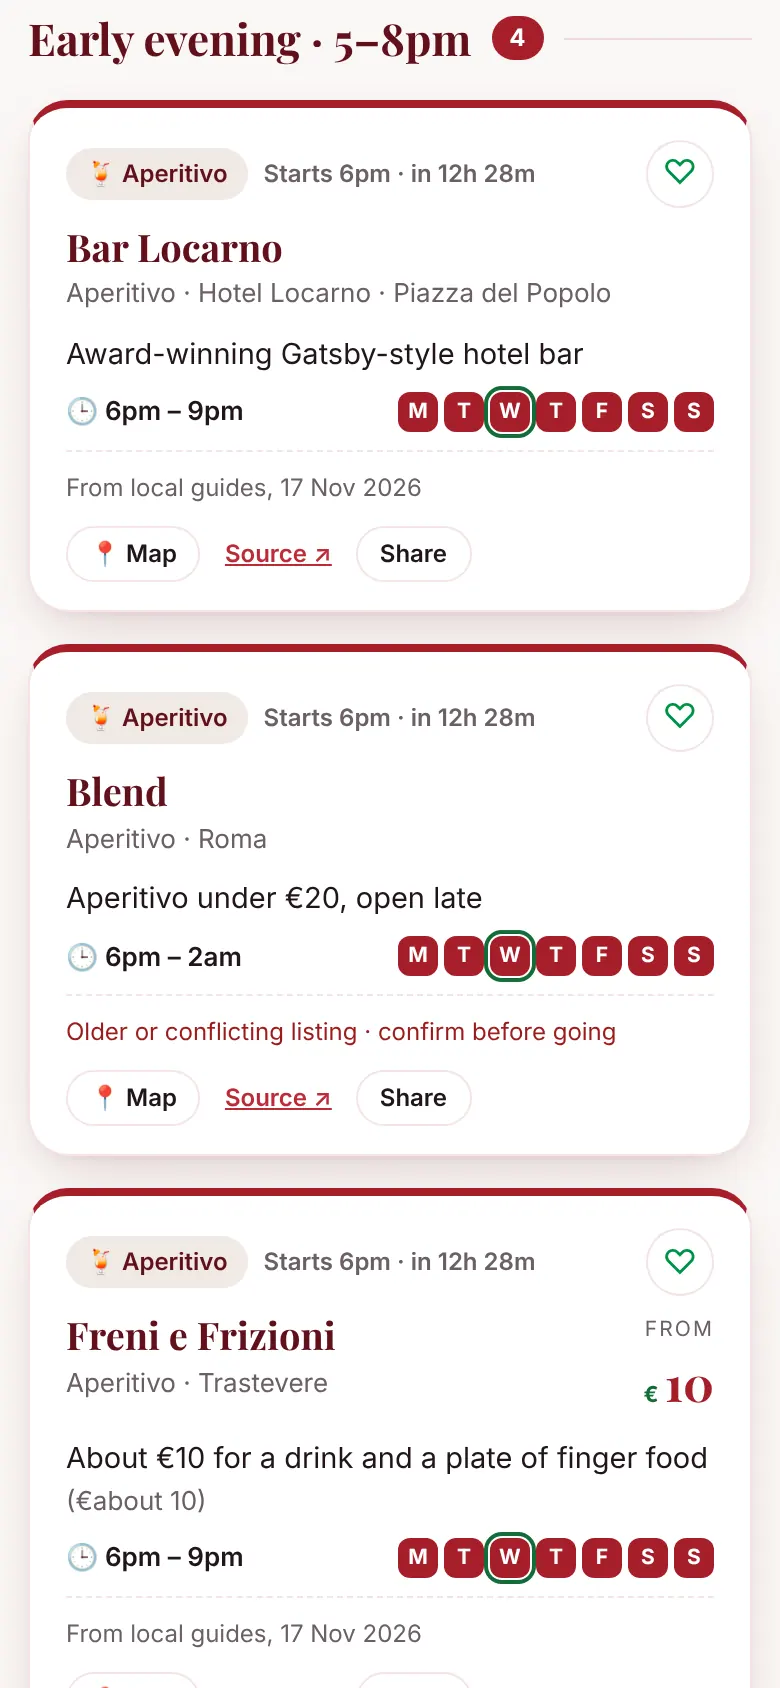 Early evening · 5–8pm 4
🍹 Aperitivo Starts 6pm · in 12h 28m
Bar Locarno
Aperitivo · Hotel Locarno · Piazza del Popolo
Award-winning Gatsby-style hotel bar
🕒 6pm – 9pm M T W T F S S
From local guides, 17 Nov 2026
📍 Map Source ↗ Share
🍹 Aperitivo Starts 6pm · in 12h 28m
Blend
Aperitivo · Roma
Aperitivo under €20, open late
🕒 6pm – 2am M T W T F S S
Older or conflicting listing · confirm before going
📍 Map Source ↗ Share
🍹 Aperitivo Starts 6pm · in 12h 28m
Freni e Frizioni FROM
Aperitivo · Trastevere € 10
About €10 for a drink and a plate of finger food
(€about 10)
🕒 6pm – 9pm M T W T F S S
From local guides, 17 Nov 2026